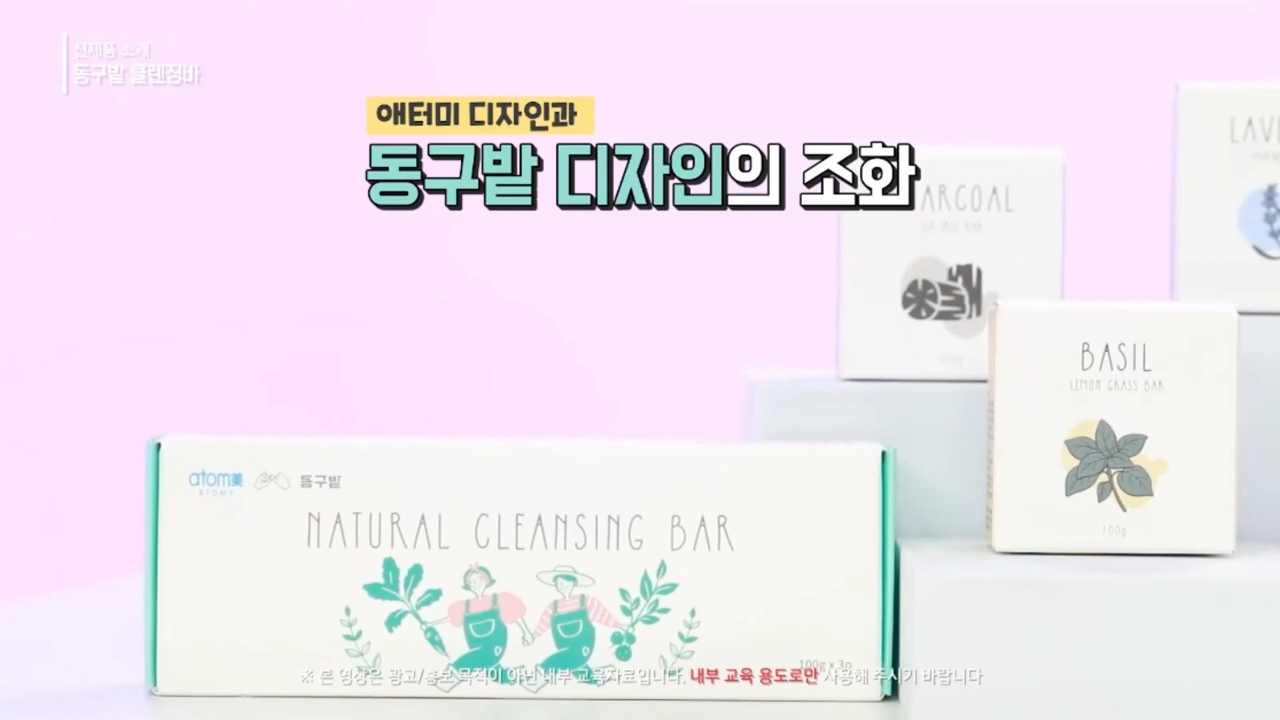 신제품 소개
동구밭 클렌징바
애터미 디자인과
동구밭 디자인의 조화
LAV
ARCOAL
BASIL
LEMON GRASS BAR
100g
atom美
ATOMY
동구밭
NATURAL CLEANSING BAR
100g x 3
※ 본 영상은 광고/홍보 목적이 아닌 내부 교육자료입니다. 내부 교육 용도로만 사용해 주시기 바랍니다